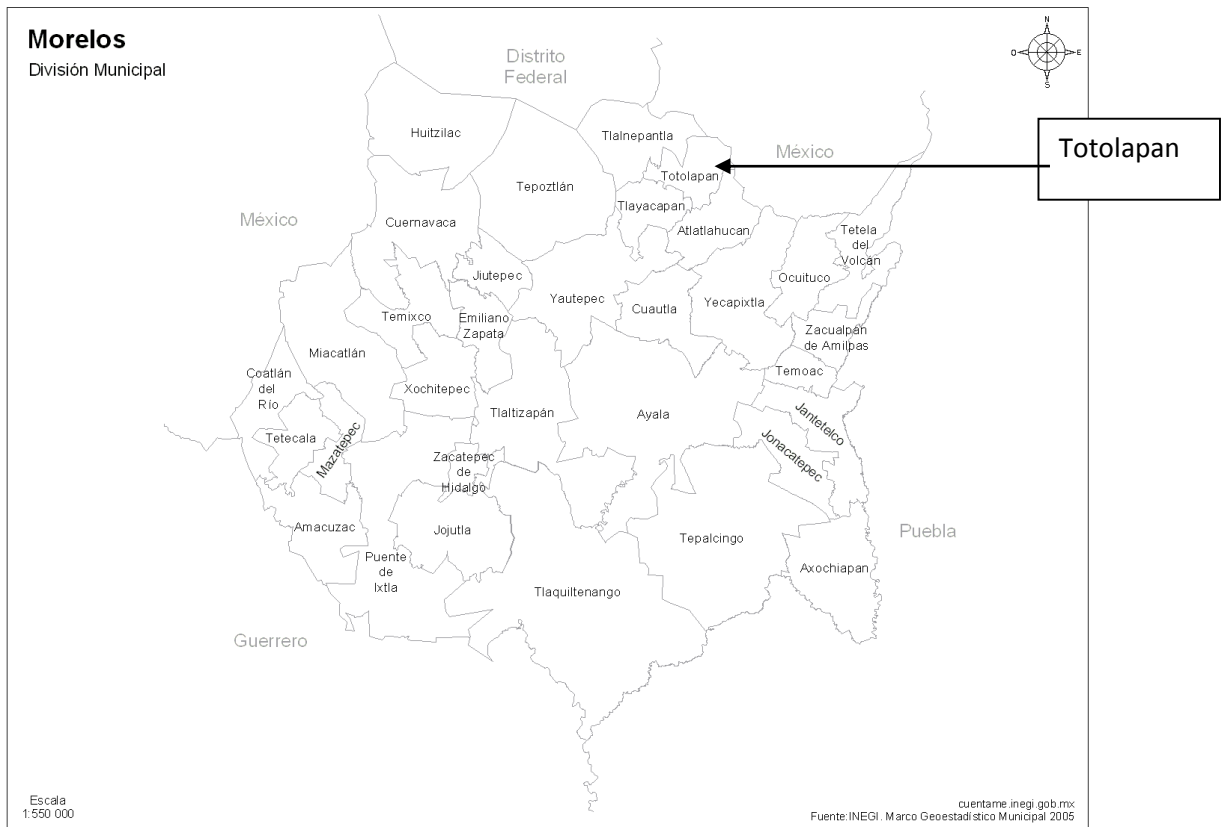 Morelos
División Municipal
Distrito
Federal
N
O
E
S
Huitzilac
Tlalnepantla
México
Totolapan
Totolapan
Tepoztlán
Tlayacapan
México
Cuernavaca
Atlatlahucan
Tetela
del
Volcán
Jiutepec
Ocuituco
Yautepec
Cuautla
Yecapixtla
Temixco
Emiliano
Zapata
Zacualpan
de Amilpas
Miacatlán
Coatlán
del
Río
Temoac
Xochitepec
Tlaltizapán
Ayala
Jantetelco
Tetecala
Mazatepec
Jonacatepec
Zacatepec
de
Hidalgo
Amacuzac
Jojutla
Tepalcingo
Puebla
Puente
de
Ixtla
Axochiapan
Tlaquiltenango
Guerrero
Escala
1:550 000
cuentame.inegi.gob.mx
Fuente:INEGI. Marco Geoestadístico Municipal 2005